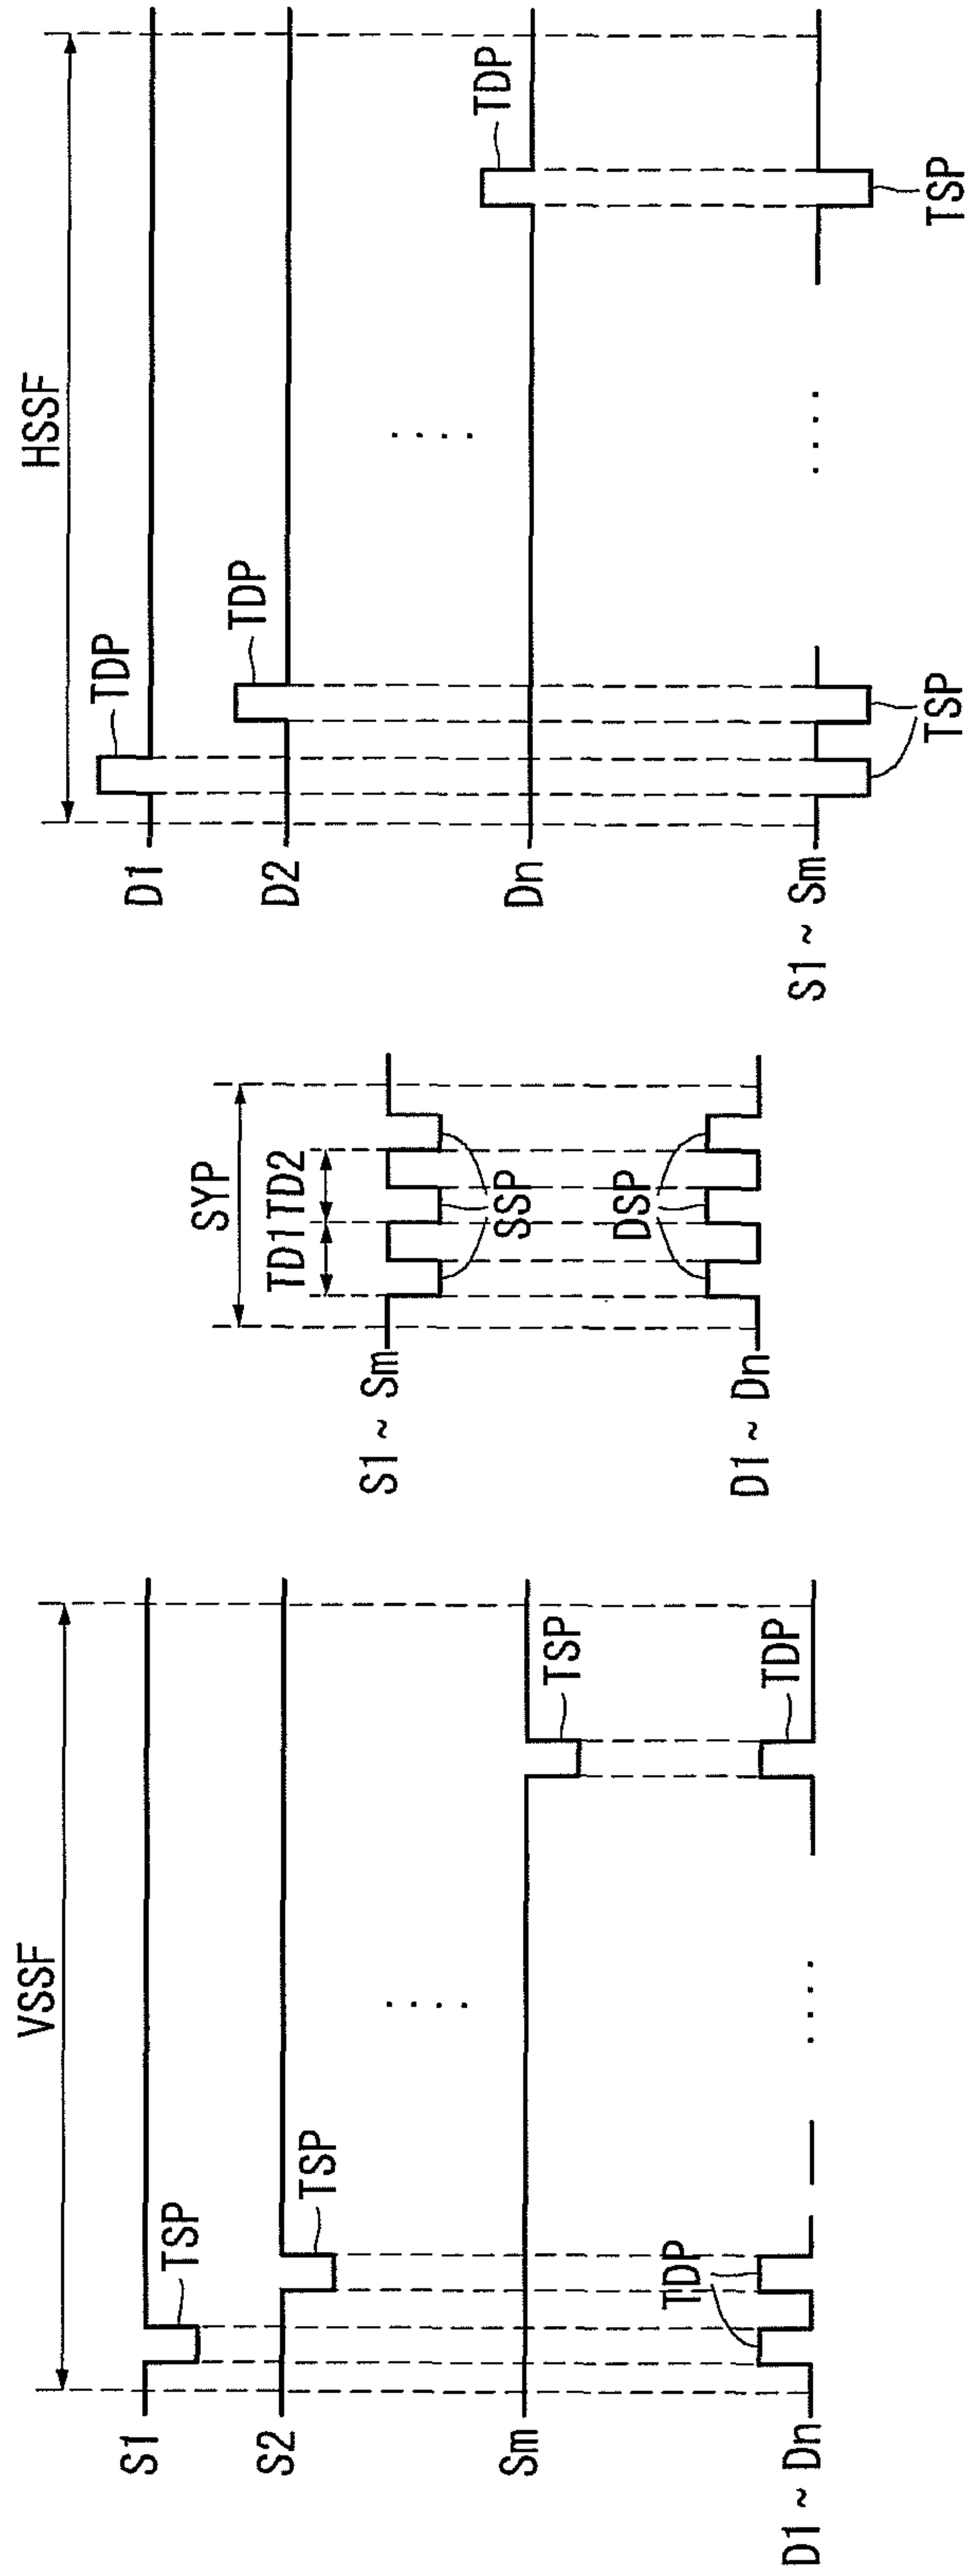 VSSF
S1
TSP
S2
TSP
....
Sm
TSP
D1 ~ Dn
TDP
....
TDP
SYP
TD1 TD2
S1 ~ Sm
SSP
DSP
D1 ~ Dn
HSSF
D1
TDP
D2
TDP
....
Dn
TDP
S1 ~ Sm
....
TSP
TSP